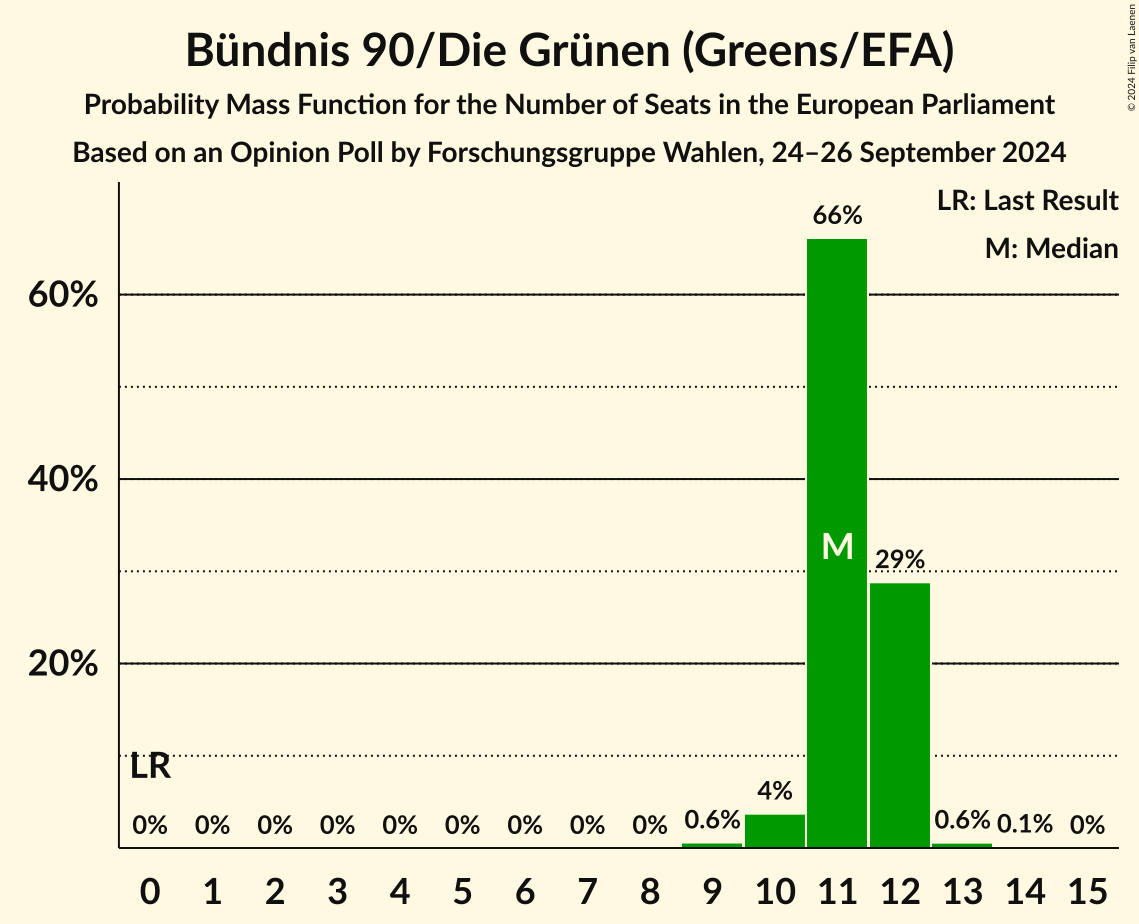 Bündnis 90/Die Grünen (Greens/EFA)
Probability Mass Function for the Number of Seats in the European Parliament
Based on an Opinion Poll by Forschungsgruppe Wahlen, 24–26 September 2024
© 2024 Filip van Laenen
LR: Last Result
M: Median
66%
60%
40%
M
29%
20%
LR
4%
0% 0% 0% 0% 0% 0% 0% 0% 0% 0.6% 0.6% 0.1% 0%
0 1 2 3 4 5 6 7 8 9 10 11 12 13 14 15